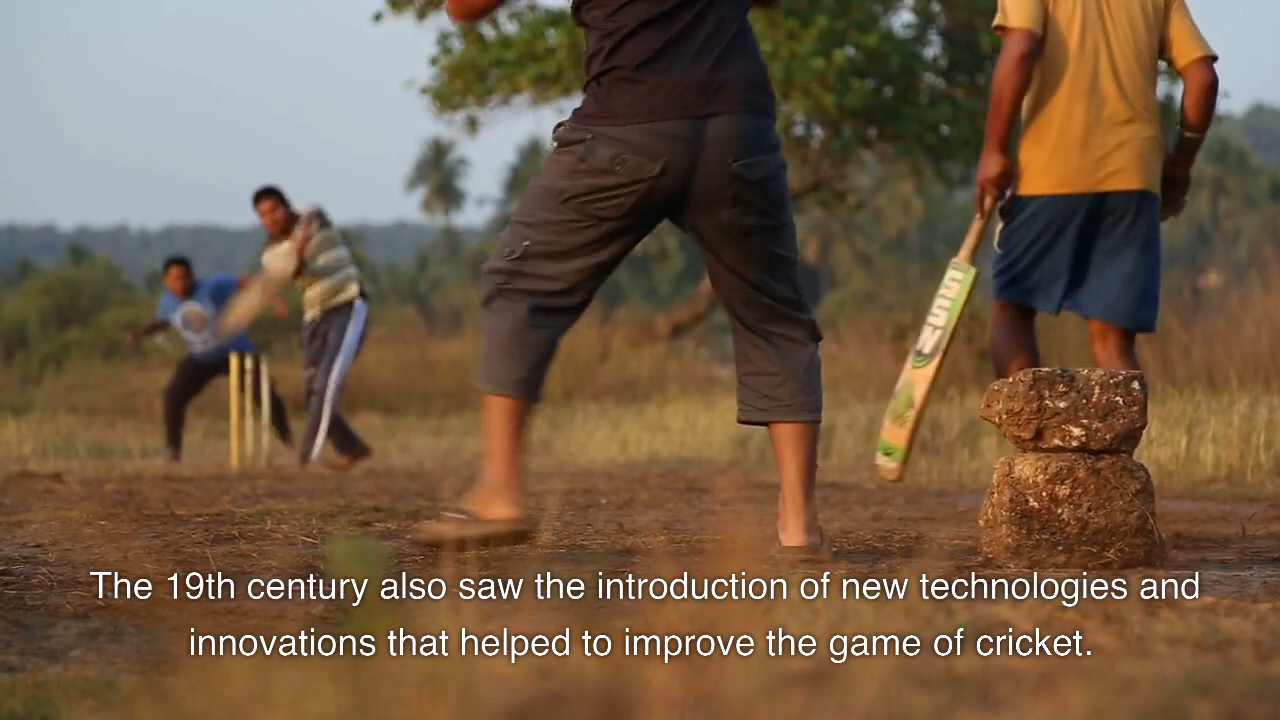 SS
The 19th century also saw the introduction of new technologies and
innovations that helped to improve the game of cricket.